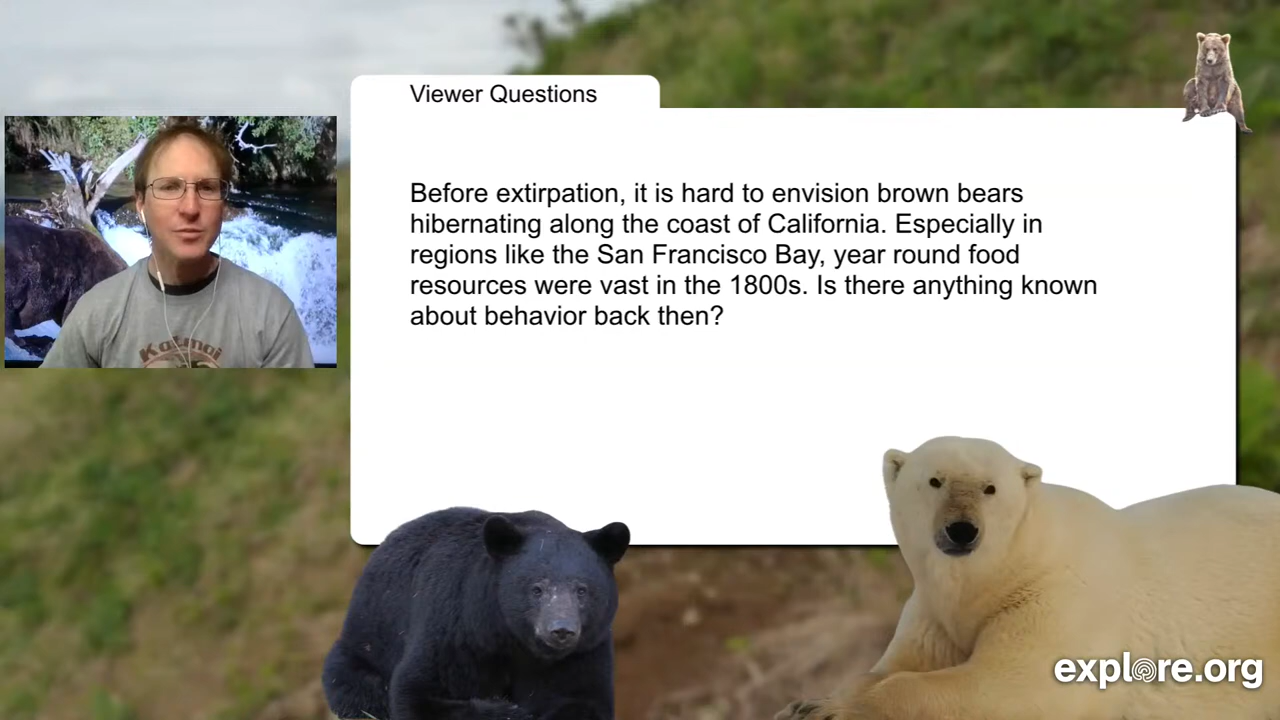 Viewer Questions
Before extirpation, it is hard to envision brown bears
hibernating along the coast of California. Especially in
regions like the San Francisco Bay, year round food
resources were vast in the 1800s. Is there anything known
about behavior back then?
Katmai
explore.org